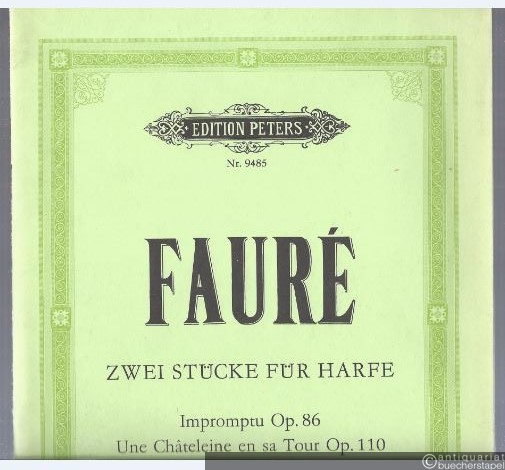 EDITION PETERS
Nr. 9485
FAURÉ
ZWEI STÜCKE FÜR HARFE
Impromptu Op. 86
Une Châteleine en sa Tour Op. 110
antiquariat
buecherstapel